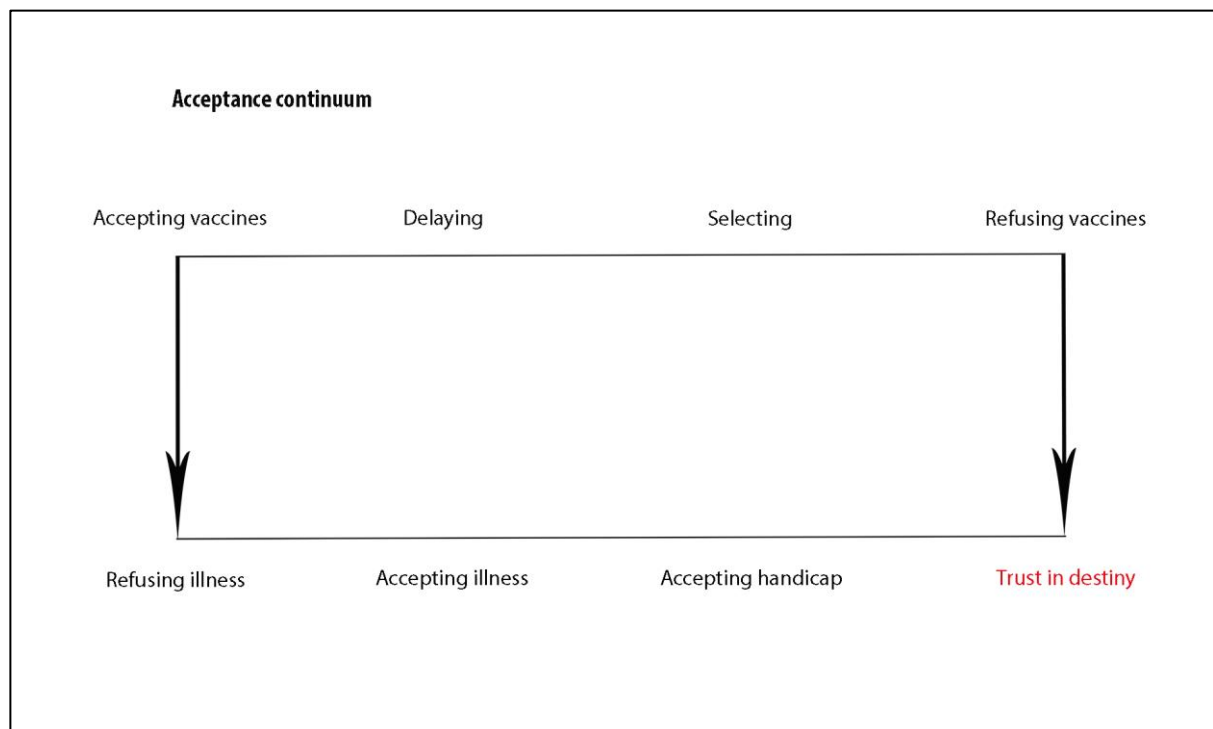 Acceptance continuum
Accepting vaccines Delaying Selecting Refusing vaccines
Refusing illness Accepting illness Accepting handicap Trust in destiny